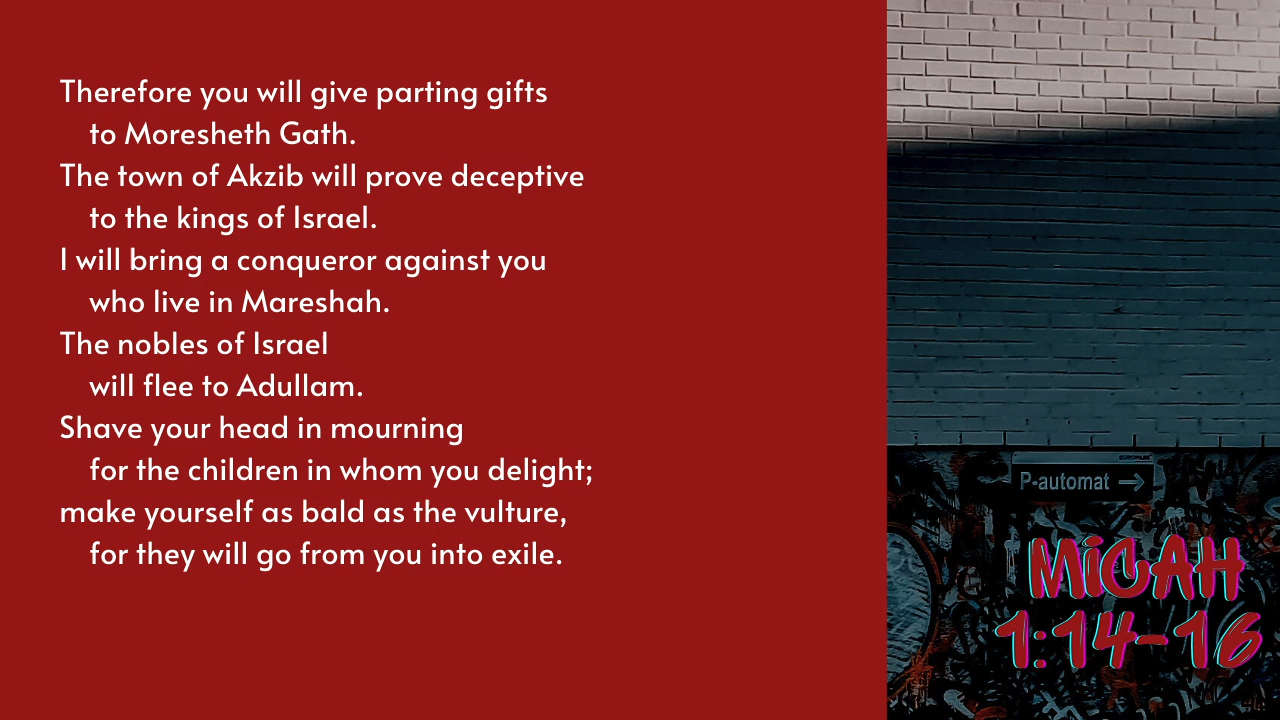 Therefore you will give parting gifts
to Moresheth Gath.
The town of Akzib will prove deceptive
to the kings of Israel.
I will bring a conqueror against you
who live in Mareshah.
The nobles of Israel
will flee to Adullam.
Shave your head in mourning
for the children in whom you delight;
make yourself as bald as the vulture,
for they will go from you into exile.
EUROPARK
P-automat →
MiCAH
1:14-16